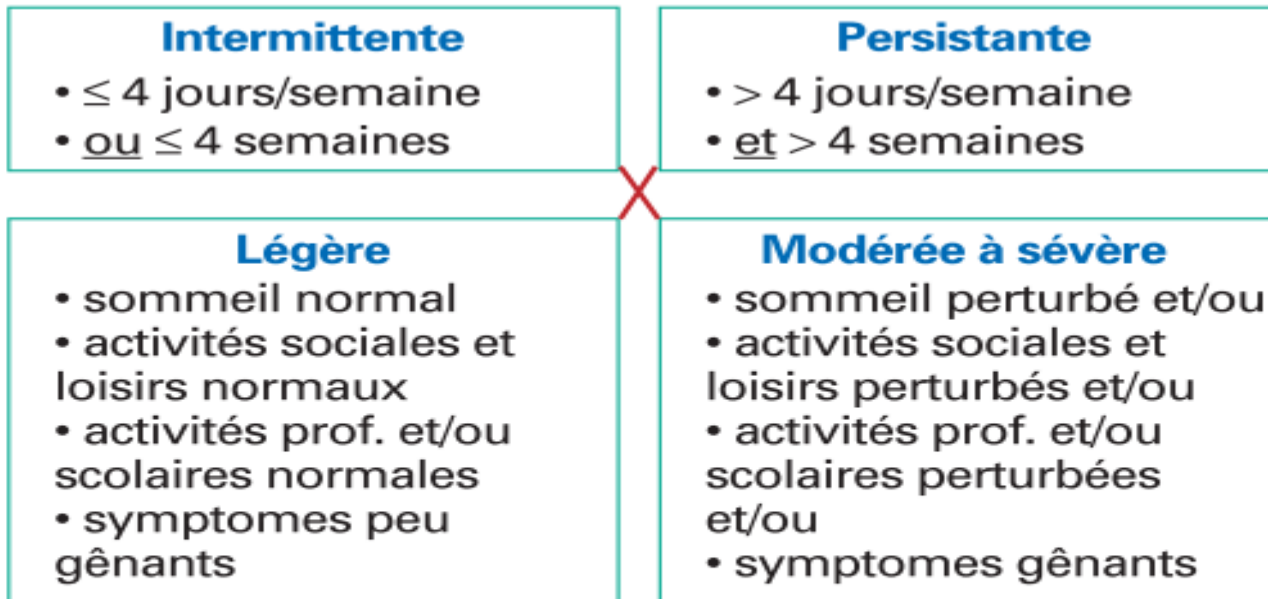 Intermittente
• ≤ 4 jours/semaine
• ou ≤ 4 semaines
Persistante
• > 4 jours/semaine
• et > 4 semaines
Légère
• sommeil normal
• activités sociales et
loisirs normaux
• activités prof. et/ou
scolaires normales
• symptomes peu
gênants
Modérée à sévère
• sommeil perturbé et/ou
• activités sociales et
loisirs perturbés et/ou
• activités prof. et/ou
scolaires perturbées
et/ou
• symptomes gênants